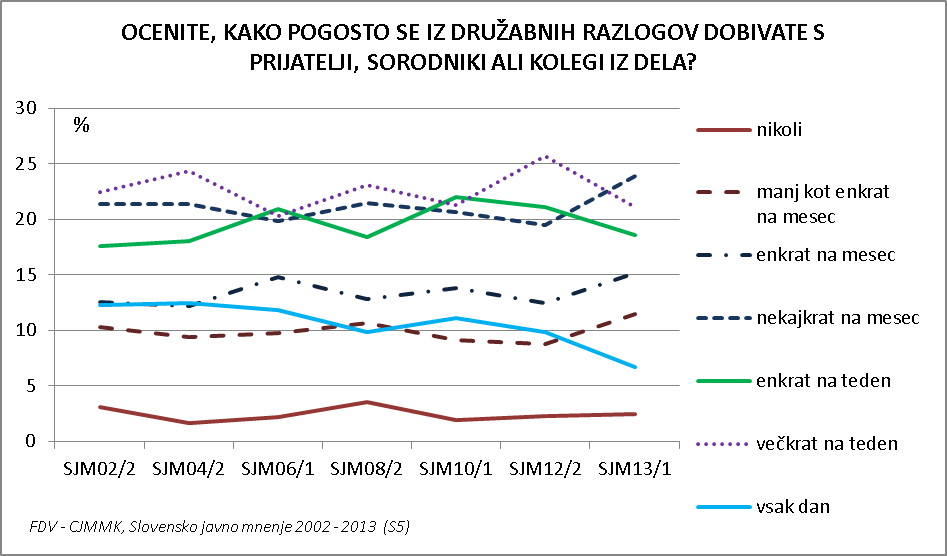 OCENITE, KAKO POGOSTO SE IZ DRUŽABNIH RAZLOGOV DOBIVATE S
PRIJATELJI, SORODNIKI ALI KOLEGI IZ DELA?
%
30
25
20
15
10
5
0
SJM02/2 SJM04/2 SJM06/1 SJM08/2 SJM10/1 SJM12/2 SJM13/1
nikoli
manj kot enkrat
na mesec
enkrat na mesec
nekajkrat na mesec
enkrat na teden
večkrat na teden
vsak dan
FDV - CJMMK, Slovensko javno mnenje 2002 - 2013 (S5)